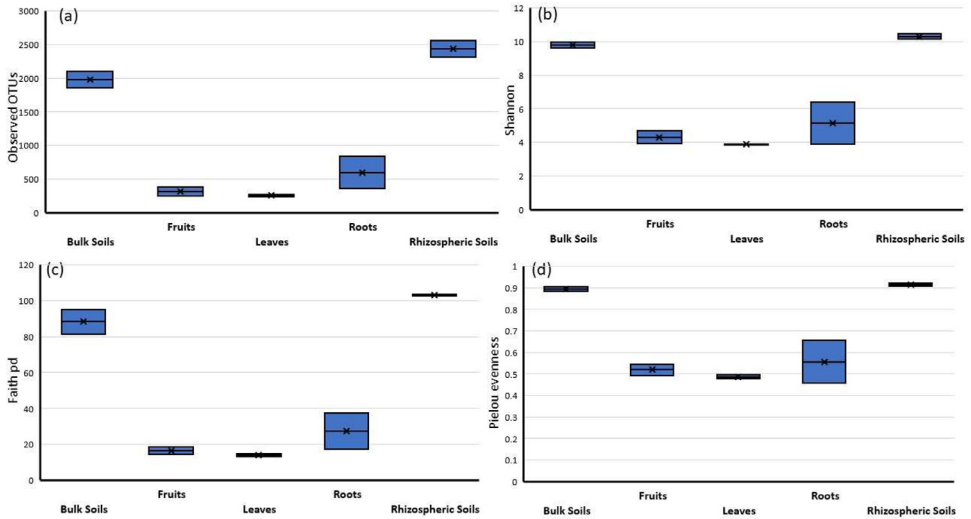 (a)
Observed OTUs
3000
2500
2000
1500
1000
500
0
Fruits Roots
Bulk Soils Leaves Rhizospheric Soils
(b)
Shannon
12
10
8
6
4
2
0
Fruits Roots
Bulk Soils Leaves Rhizospheric Soils
(c)
Faith pd
120
100
80
60
40
20
0
Fruits Roots
Bulk Soils Leaves Rhizospheric Soils
(d)
Pielou evenness
1
0.9
0.8
0.7
0.6
0.5
0.4
0.3
0.2
0.1
0
Fruits Roots
Bulk Soils Leaves Rhizospheric Soils